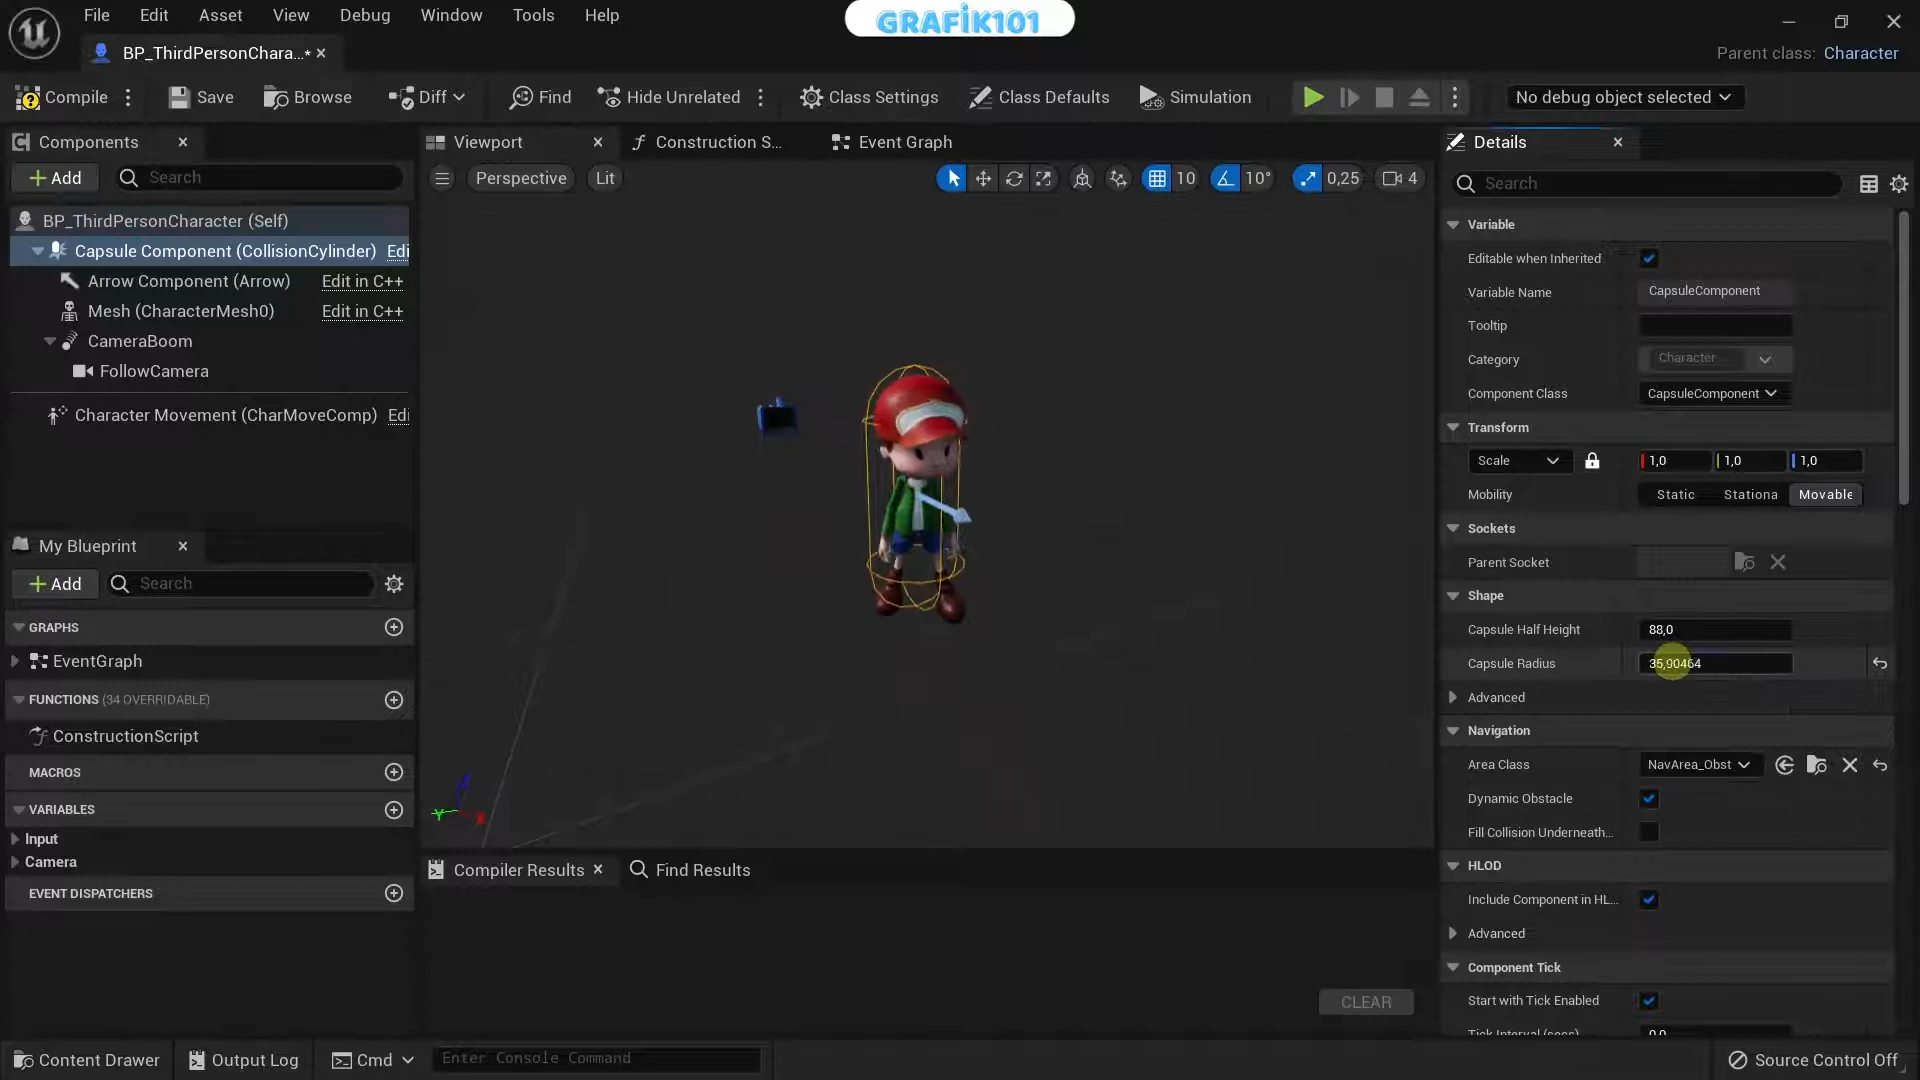 File Edit Asset View Debug Window Tools Help
GRAFİK101
BP_ThirdPersonChara...*
Parent class: Character
Compile Save Browse Diff Find Hide Unrelated Class Settings Class Defaults Simulation No debug object selected
Components
Add Search
BP_ThirdPersonCharacter (Self)
Capsule Component (CollisionCylinder) Edi
Arrow Component (Arrow) Edit in C++
Mesh (CharacterMesh0) Edit in C++
CameraBoom
FollowCamera
Character Movement (CharMoveComp) Edi
My Blueprint
Add Search
GRAPHS
EventGraph
FUNCTIONS (34 OVERRIDABLE)
ConstructionScript
MACROS
VARIABLES
Input
Camera
EVENT DISPATCHERS
Viewport Construction S... Event Graph
Perspective Lit 10 10° 0,25 4
Compiler Results Find Results
CLEAR
Details
Search
Variable
Editable when Inherited
Variable Name CapsuleComponent
Tooltip
Category Character
Component Class CapsuleComponent
Transform
Scale 1,0 1,0 1,0
Mobility Static Stationa Movable
Sockets
Parent Socket
Shape
Capsule Half Height 88,0
Capsule Radius 35,90464
Advanced
Navigation
Area Class NavArea_Obst
Dynamic Obstacle
Fill Collision Underneath...
HLOD
Include Component in HL...
Advanced
Component Tick
Start with Tick Enabled
Tick Interval (secs) 0,0
Content Drawer Output Log Cmd Enter Console Command Source Control Off